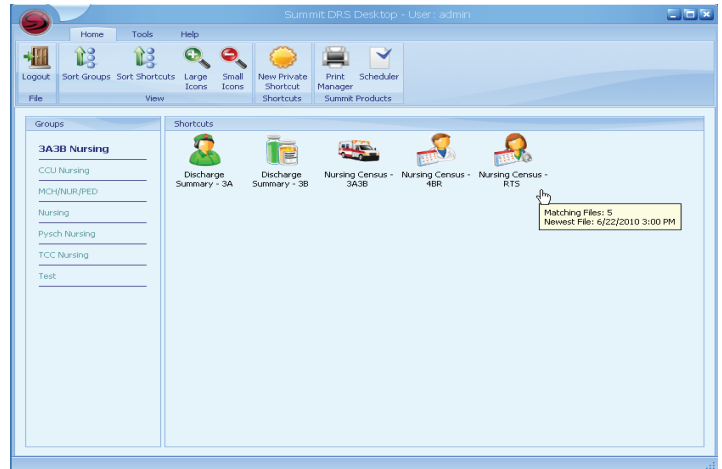 Summit DRS Desktop - User: admin
Home Tools Help
Logout Sort Groups Sort Shortcuts Large Icons Small Icons New Private Shortcut Print Manager Scheduler
File View Shortcuts Summit Products
Groups
3A3B Nursing
CCU Nursing
MCH/NUR/PED
Nursing
Pysch Nursing
TCC Nursing
Test
Shortcuts
Discharge Summary - 3A
Discharge Summary - 3B
Nursing Census - 3A3B
Nursing Census - 4BR
Nursing Census - RTS
Matching Files: 5
Newest File: 6/22/2010 3:00 PM